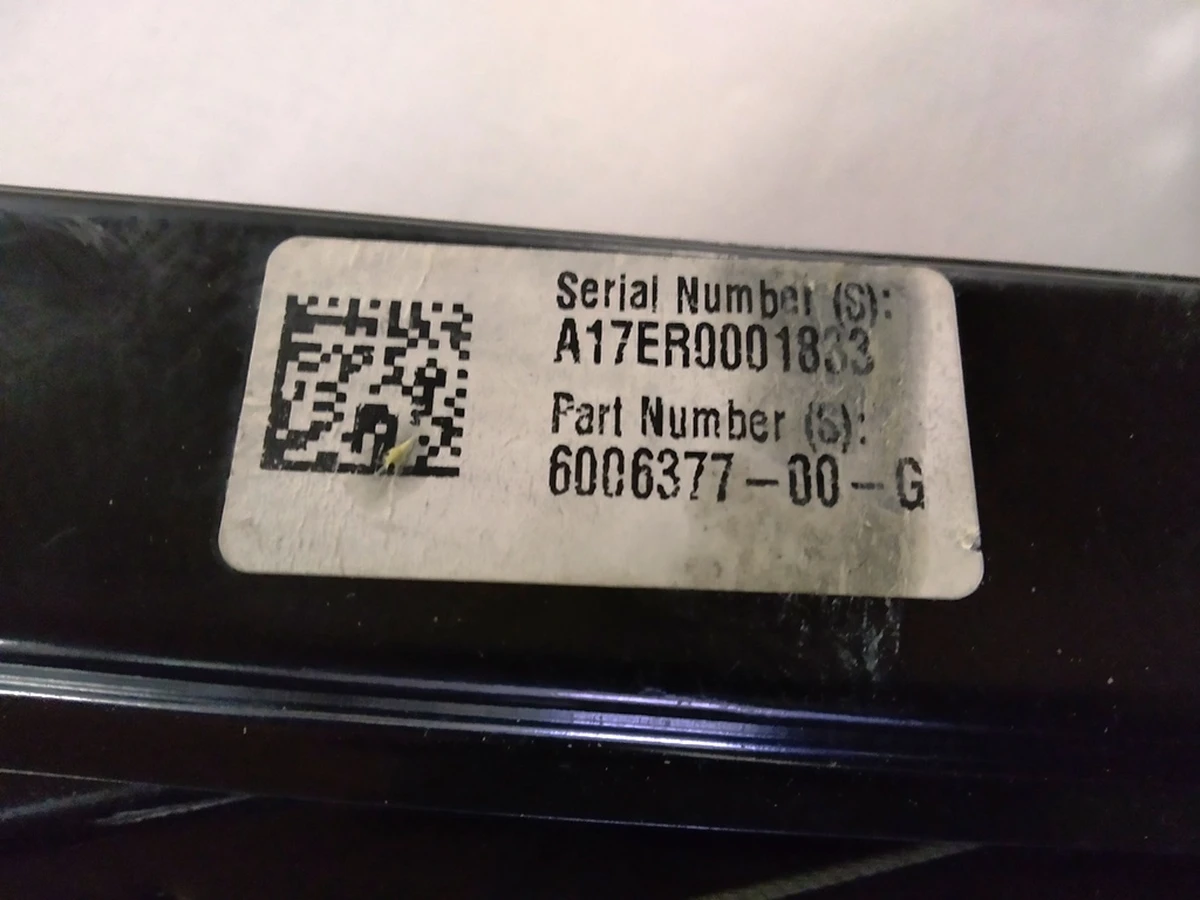 Serial Number (S):
A17ER0001833
Part Number (S):
6006377-00-G